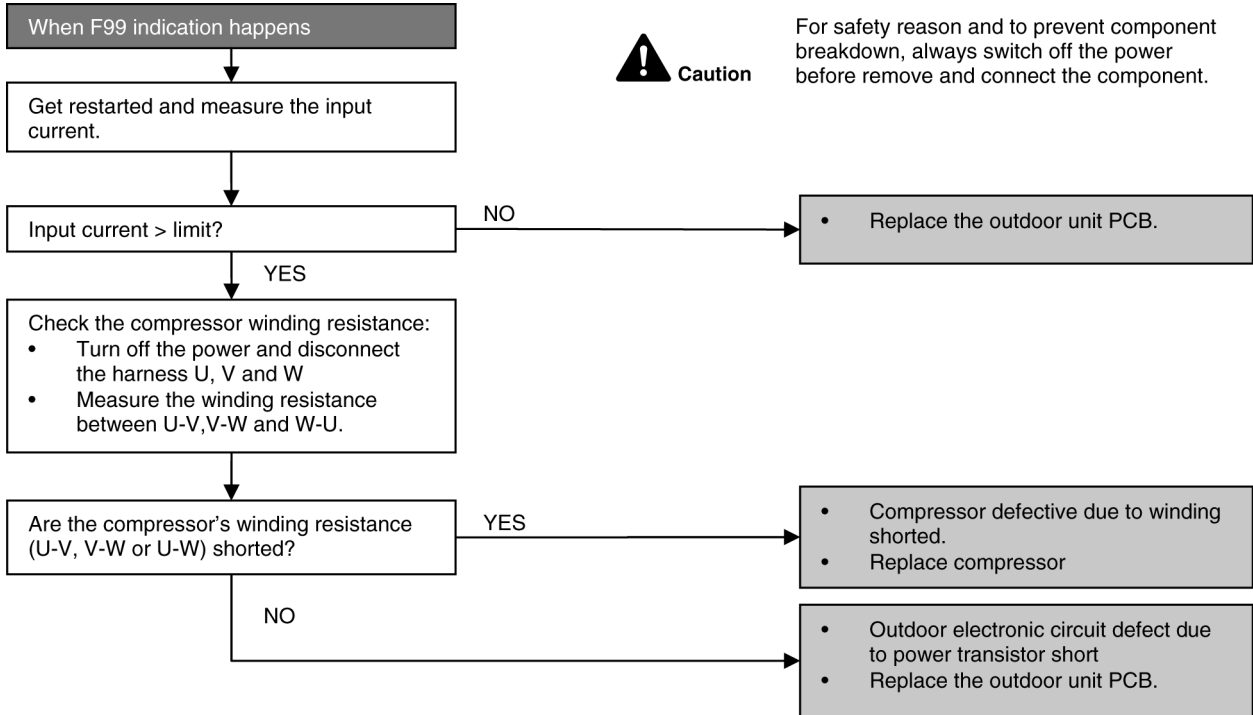 When F99 indication happens
Caution
For safety reason and to prevent component
breakdown, always switch off the power
before remove and connect the component.
Get restarted and measure the input
current.
Input current > limit?
NO
• Replace the outdoor unit PCB.
YES
Check the compressor winding resistance:
• Turn off the power and disconnect
the harness U, V and W
• Measure the winding resistance
between U-V,V-W and W-U.
Are the compressor's winding resistance
(U-V, V-W or U-W) shorted?
YES
• Compressor defective due to winding
shorted.
• Replace compressor
NO
• Outdoor electronic circuit defect due
to power transistor short
• Replace the outdoor unit PCB.